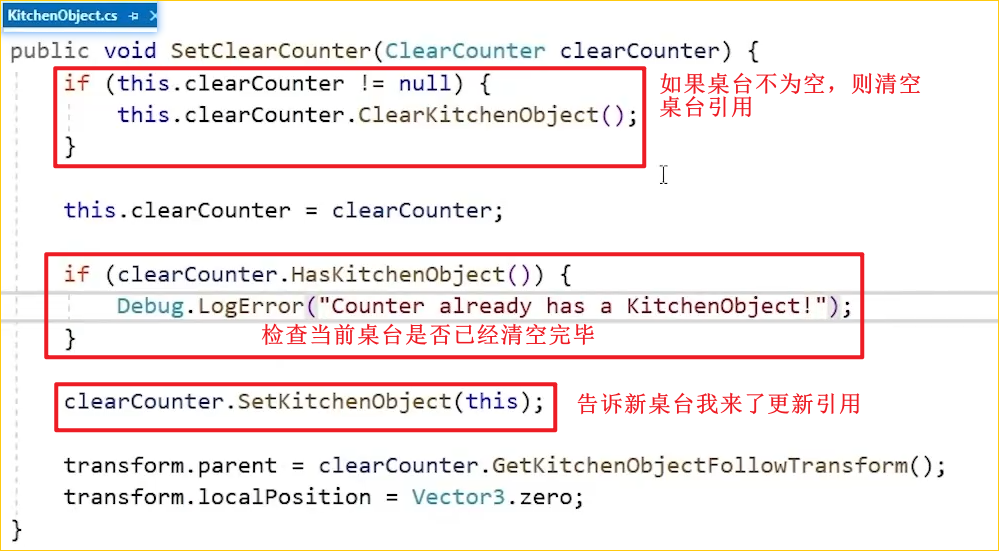 KitchenObject.cs
public void SetClearCounter(ClearCounter clearCounter) {
if (this.clearCounter != null) {
如果桌台不为空，则清空
桌台引用
this.clearCounter.ClearKitchenObject();
}
this.clearCounter = clearCounter;
if (clearCounter.HasKitchenObject()) {
Debug.LogError("Counter already has a KitchenObject!");
}
检查当前桌台是否已经清空完毕
clearCounter.SetKitchenObject(this);
告诉新桌台我来了更新引用
transform.parent = clearCounter.GetKitchenObjectFollowTransform();
transform.localPosition = Vector3.zero;
}